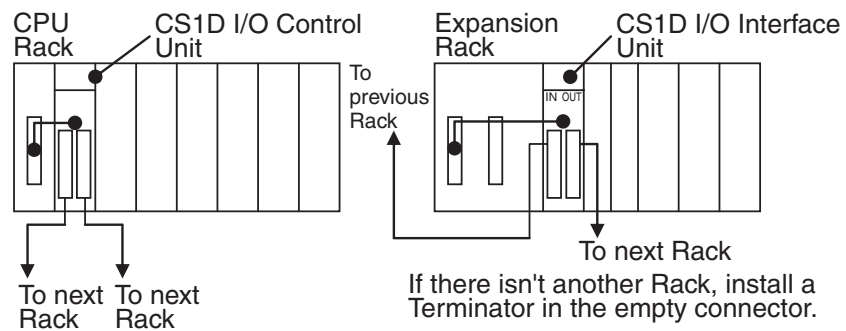 CPU
Rack
CS1D I/O Control
Unit
Expansion
Rack
CS1D I/O Interface
Unit
To
previous
Rack
IN OUT
To next
Rack
To next
Rack
To next Rack
If there isn't another Rack, install a
Terminator in the empty connector.